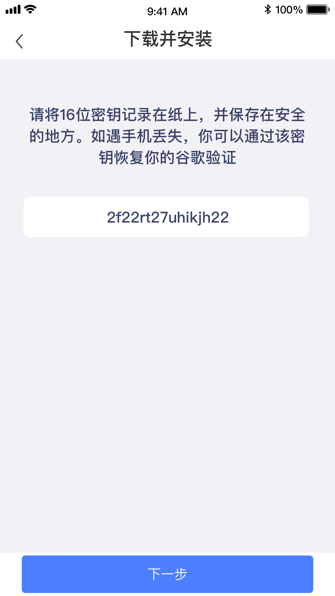 9:41 AM
100%
下载并安装
请将16位密钥记录在纸上，并保存在安全
的地方。如遇手机丢失，你可以通过该密
钥恢复你的谷歌验证
2f22rt27uhikjh22
下一步